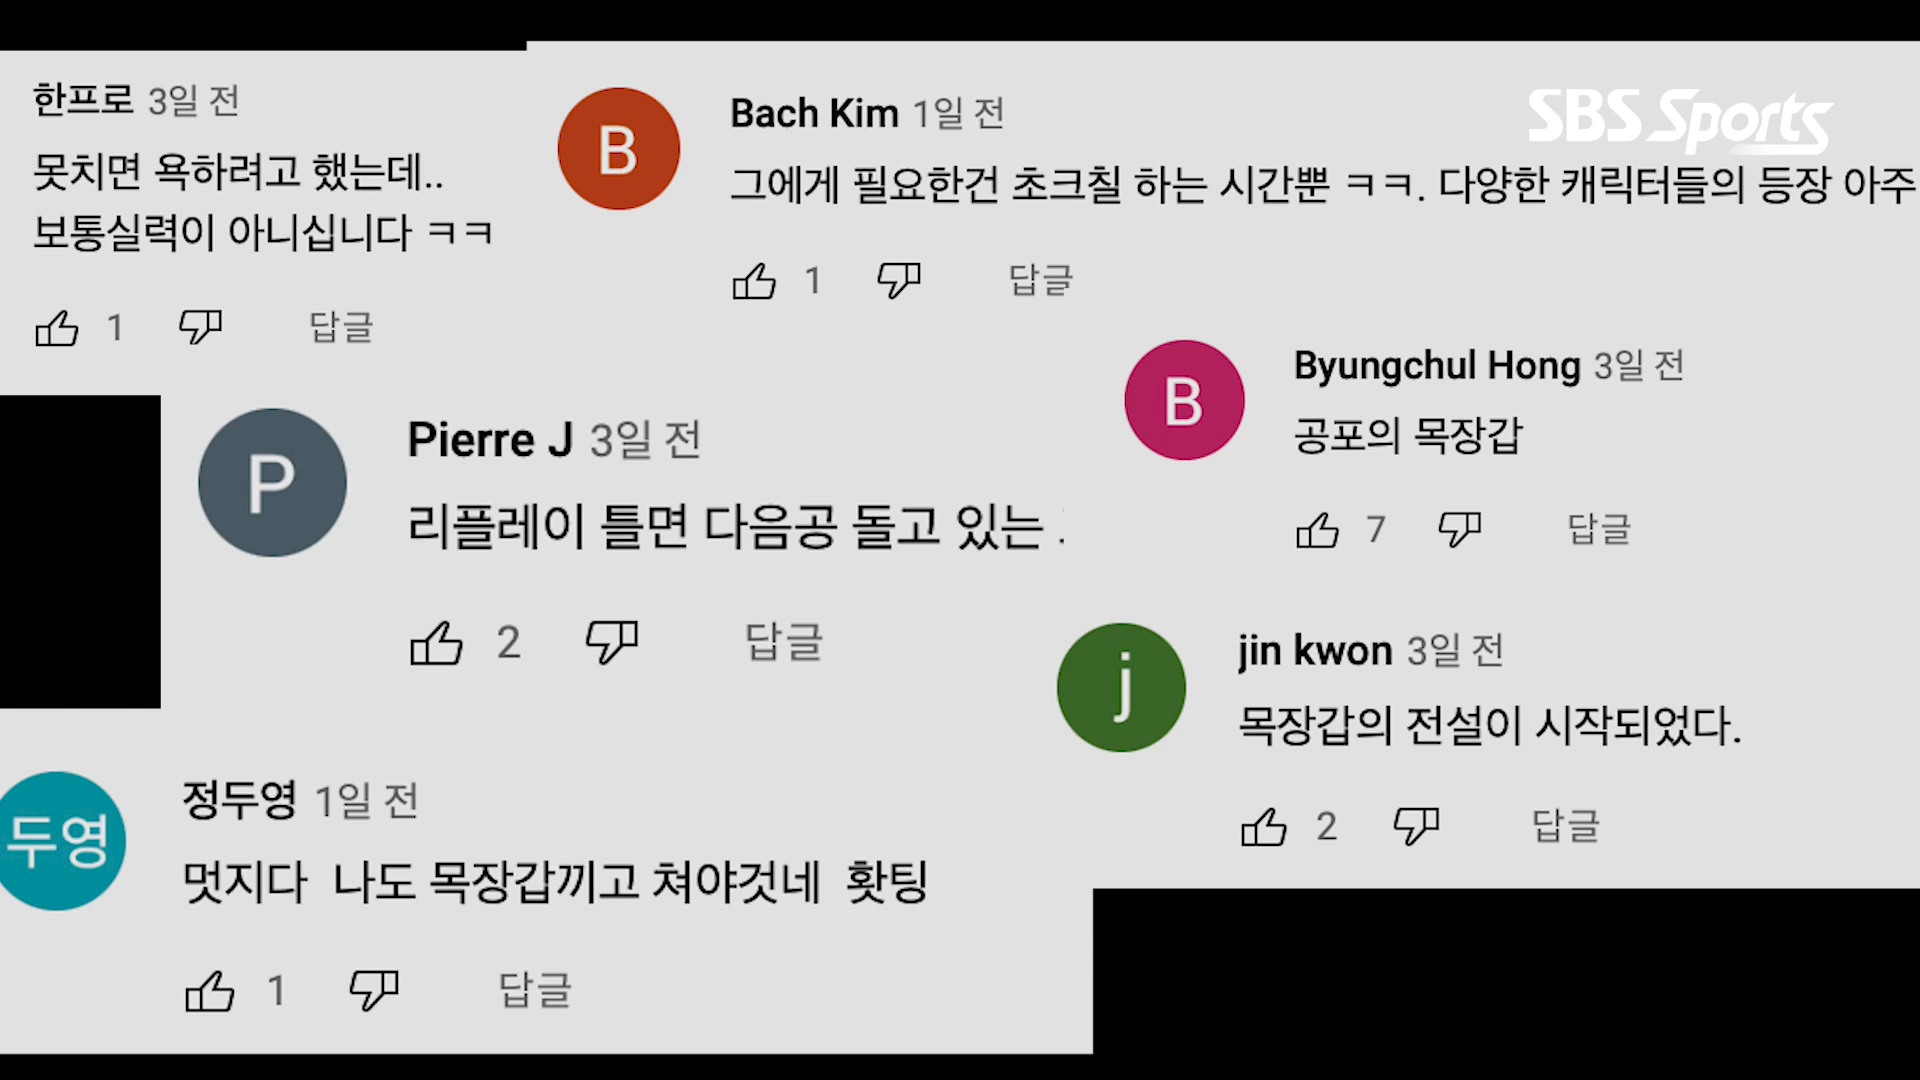 한프로 3일 전
못치면 욕하려고 했는데..
보통실력이 아니십니다 ㅋㅋ
1 답글
B
Bach Kim 1일 전
그에게 필요한건 초크칠 하는 시간뿐 ㅋㅋ. 다양한 캐릭터들의 등장 아주
1 답글
SBS Sports
B
Byungchul Hong 3일 전
공포의 목장갑
7 답글
P
Pierre J 3일 전
리플레이 틀면 다음공 돌고 있는
2 답글
j
jin kwon 3일 전
목장갑의 전설이 시작되었다.
2 답글
두영
정두영 1일 전
멋지다 나도 목장갑끼고 쳐야것네 홧팅
1 답글